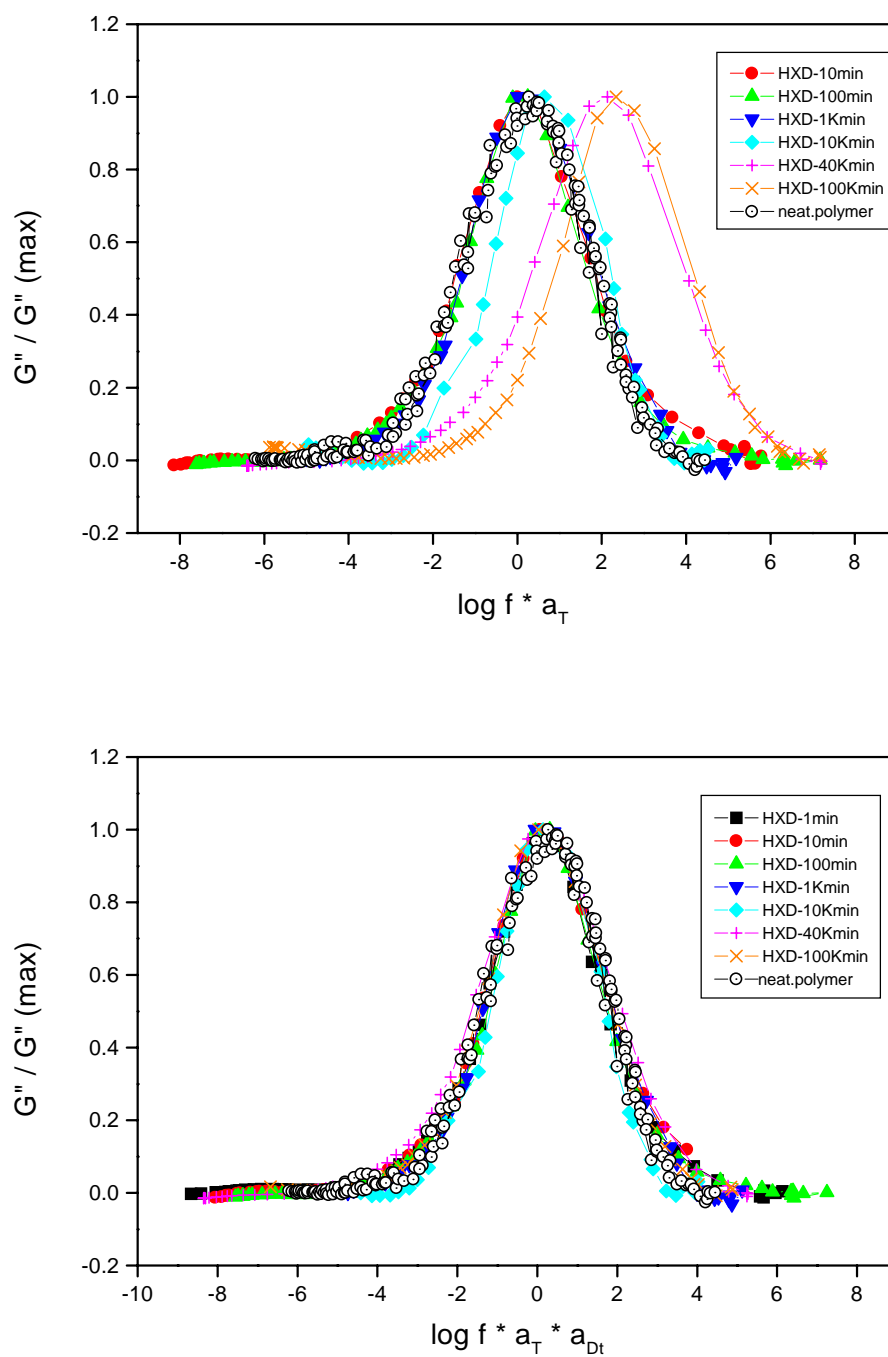 1.2
1.0
0.8
0.6
0.4
0.2
0.0
-0.2
G" / G" (max)
HXD-10min
HXD-100min
HXD-1Kmin
HXD-10Kmin
HXD-40Kmin
HXD-100Kmin
neat.polymer
-8 -6 -4 -2 0 2 4 6 8
log f * aT
1.2
1.0
0.8
0.6
0.4
0.2
0.0
-0.2
G" / G" (max)
HXD-1min
HXD-10min
HXD-100min
HXD-1Kmin
HXD-10Kmin
HXD-40Kmin
HXD-100Kmin
neat.polymer
-10 -8 -6 -4 -2 0 2 4 6 8
log f * aT * aDt